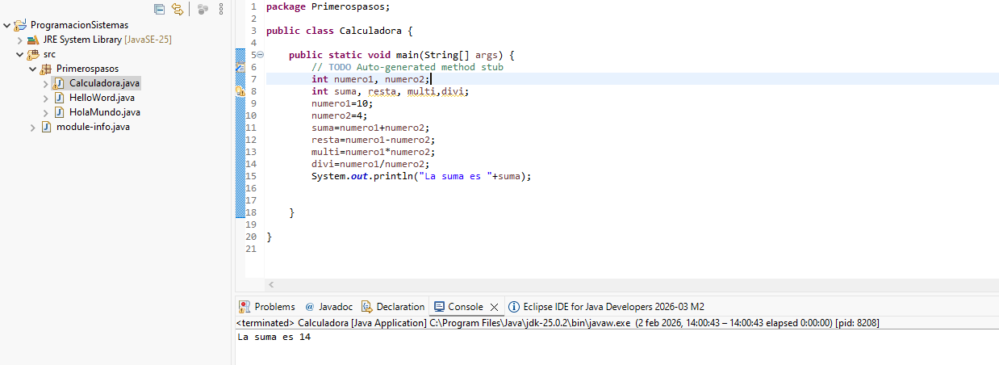 ProgramacionSistemas
JRE System Library [JavaSE-25]
src
Primerospasos
Calculadora.java
HelloWord.java
HolaMundo.java
module-info.java
1 package Primerospasos;
2
3 public class Calculadora {
4
5 public static void main(String[] args) {
6 // TODO Auto-generated method stub
7 int numero1, numero2;
8 int suma, resta, multi,divi;
9 numero1=10;
10 numero2=4;
11 suma=numero1+numero2;
12 resta=numero1-numero2;
13 multi=numero1*numero2;
14 divi=numero1/numero2;
15 System.out.println("La suma es "+suma);
16
17
18 }
19
20 }
21
Problems @ Javadoc Declaration Console Eclipse IDE for Java Developers 2026-03 M2
<terminated> Calculadora [Java Application] C:\Program Files\Java\jdk-25.0.2\bin\javaw.exe (2 feb 2026, 14:00:43 – 14:00:43 elapsed 0:00:00) [pid: 8208]
La suma es 14